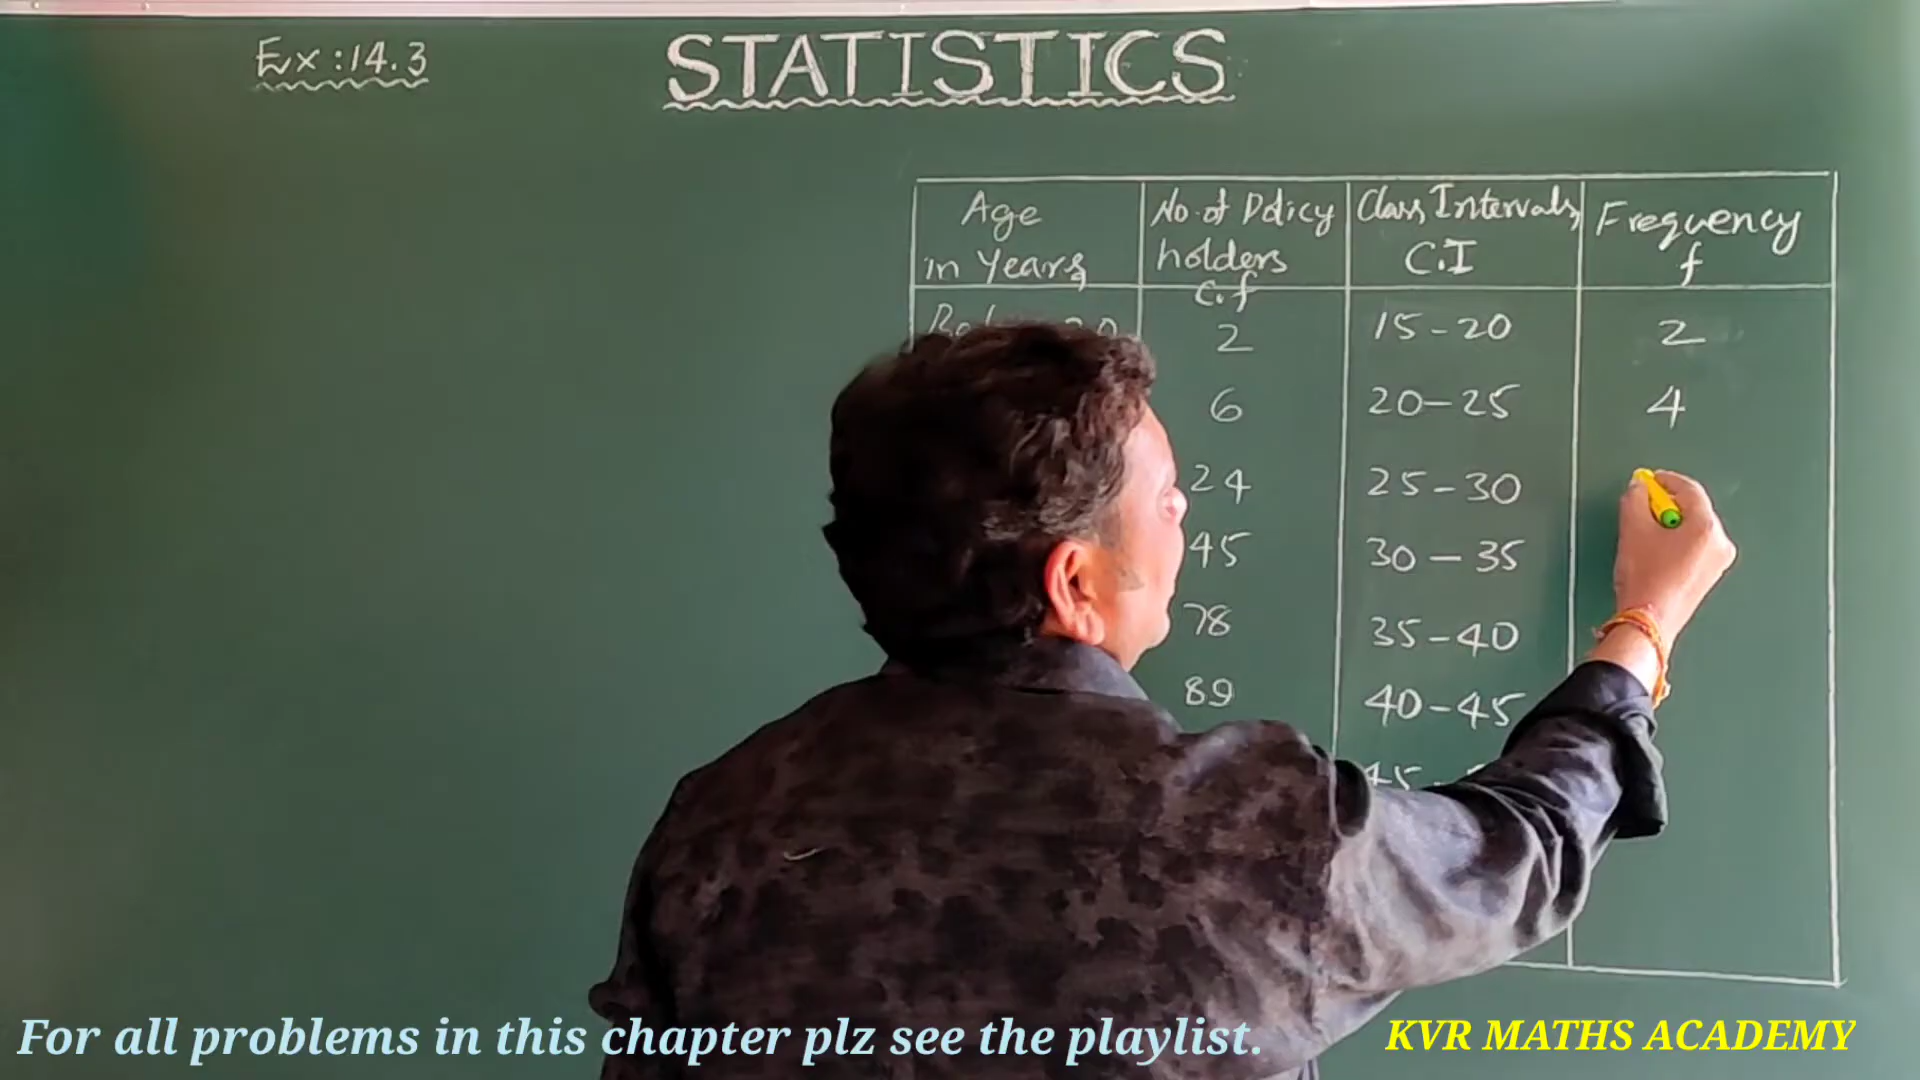 Ex:14.3
STATISTICS
Age in Years
No. of Policy holders c.f
Class Intervals C.I
Frequency f
2 15-20 2
6 20-25 4
24 25-30
45 30-35
78 35-40
89 40-45
45-
For all problems in this chapter plz see the playlist.
KVR MATHS ACADEMY